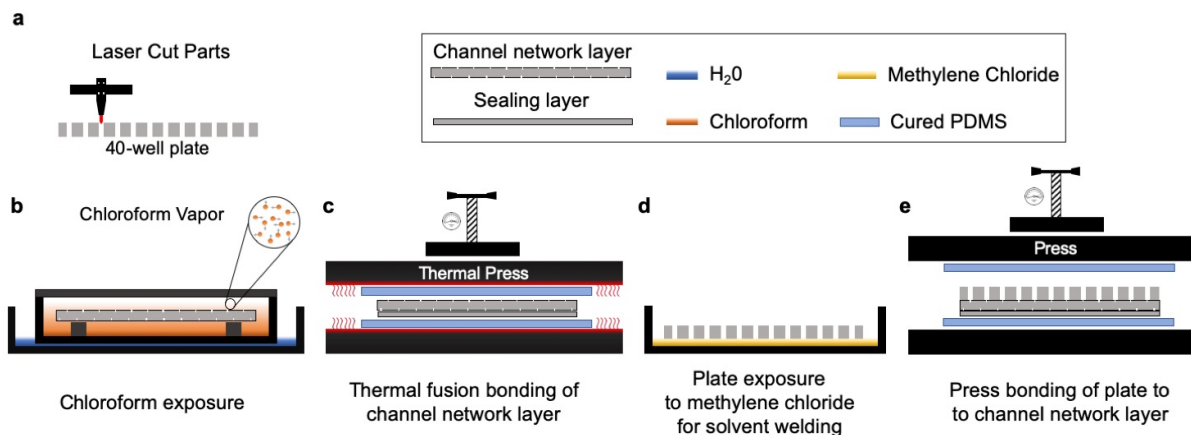 a
Laser Cut Parts
40-well plate
Channel network layer
Sealing layer
H₂0
Chloroform
Methylene Chloride
Cured PDMS
b
Chloroform Vapor
Chloroform exposure
c
Thermal Press
Thermal fusion bonding of
channel network layer
d
Plate exposure
to methylene chloride
for solvent welding
e
Press
Press bonding of plate to
to channel network layer